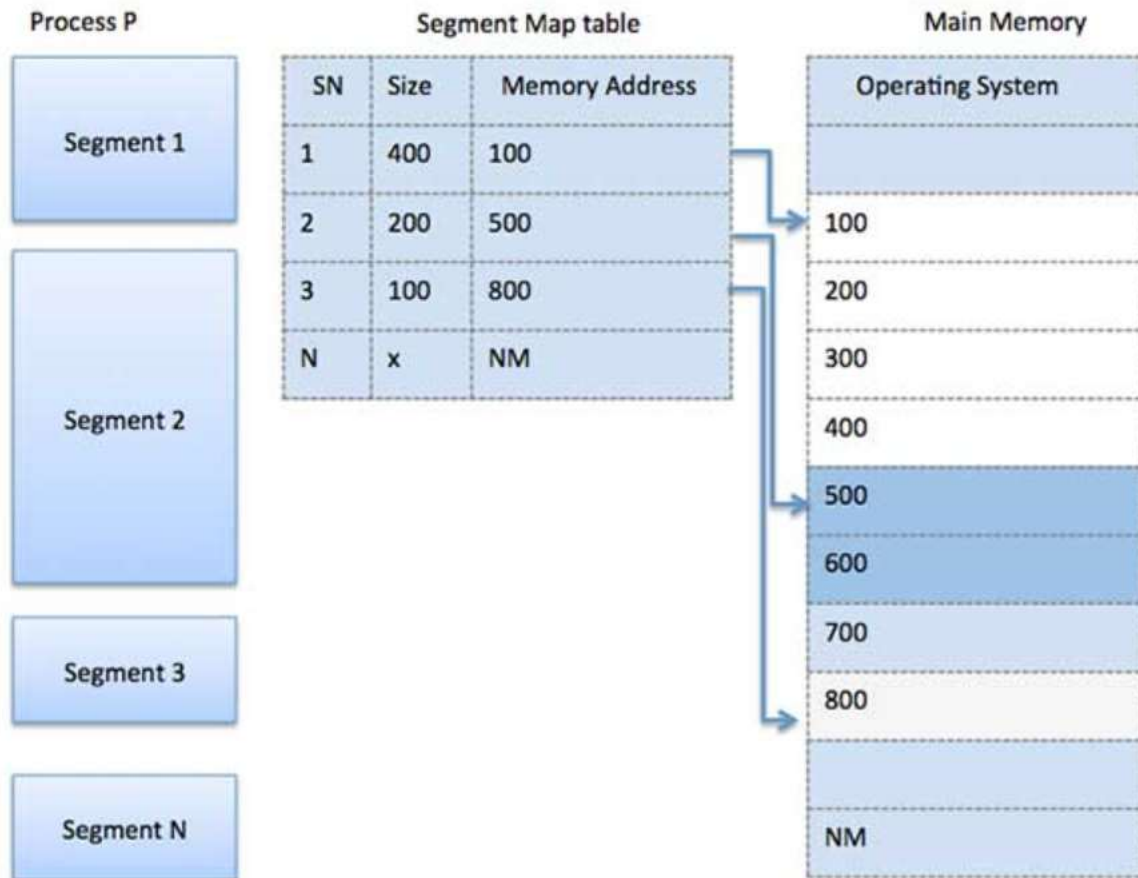 Process P
Segment Map table
Main Memory
Segment 1
Segment 2
Segment 3
Segment N
SN Size Memory Address
1 400 100
2 200 500
3 100 800
N x NM
Operating System
100
200
300
400
500
600
700
800
NM